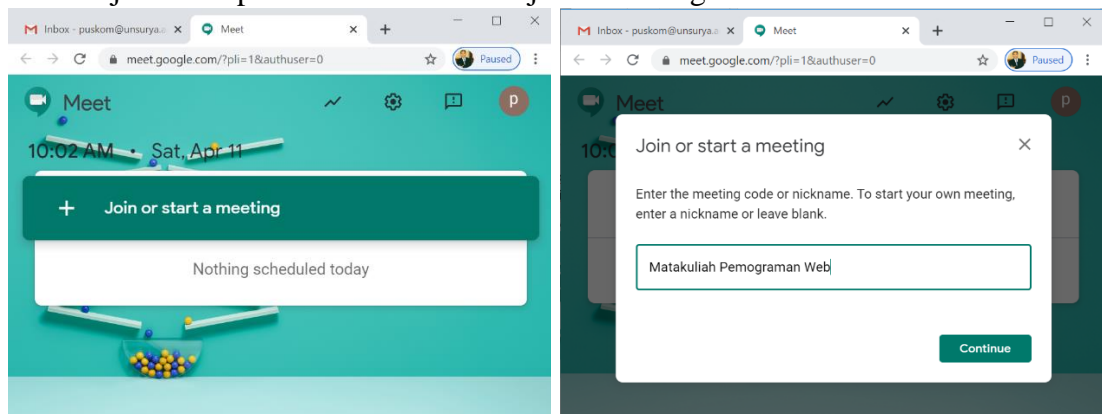 Inbox - puskom@unsurya.a
Meet
meet.google.com/?pli=1&authuser=0
Paused
Meet
p
10:02 AM • Sat, Apr 11
+ Join or start a meeting
Nothing scheduled today
Inbox - puskom@unsurya.a
Meet
meet.google.com/?pli=1&authuser=0
Paused
Meet
p
Join or start a meeting
Enter the meeting code or nickname. To start your own meeting,
enter a nickname or leave blank.
Matakuliah Pemograman Web
Continue